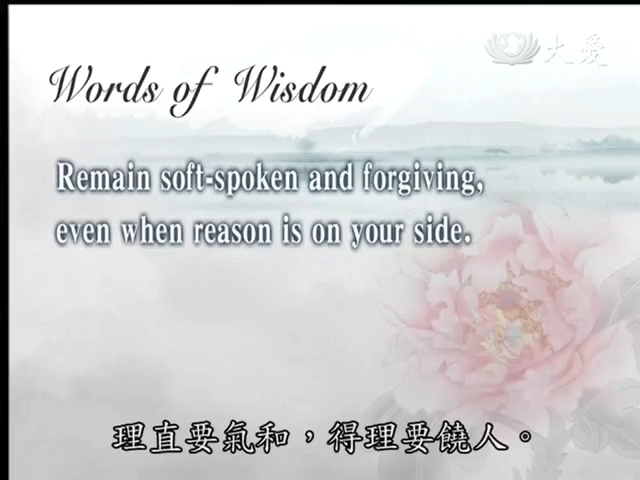 大愛
Words of Wisdom
Remain soft-spoken and forgiving,
even when reason is on your side.
理直要氣和，得理要饒人。